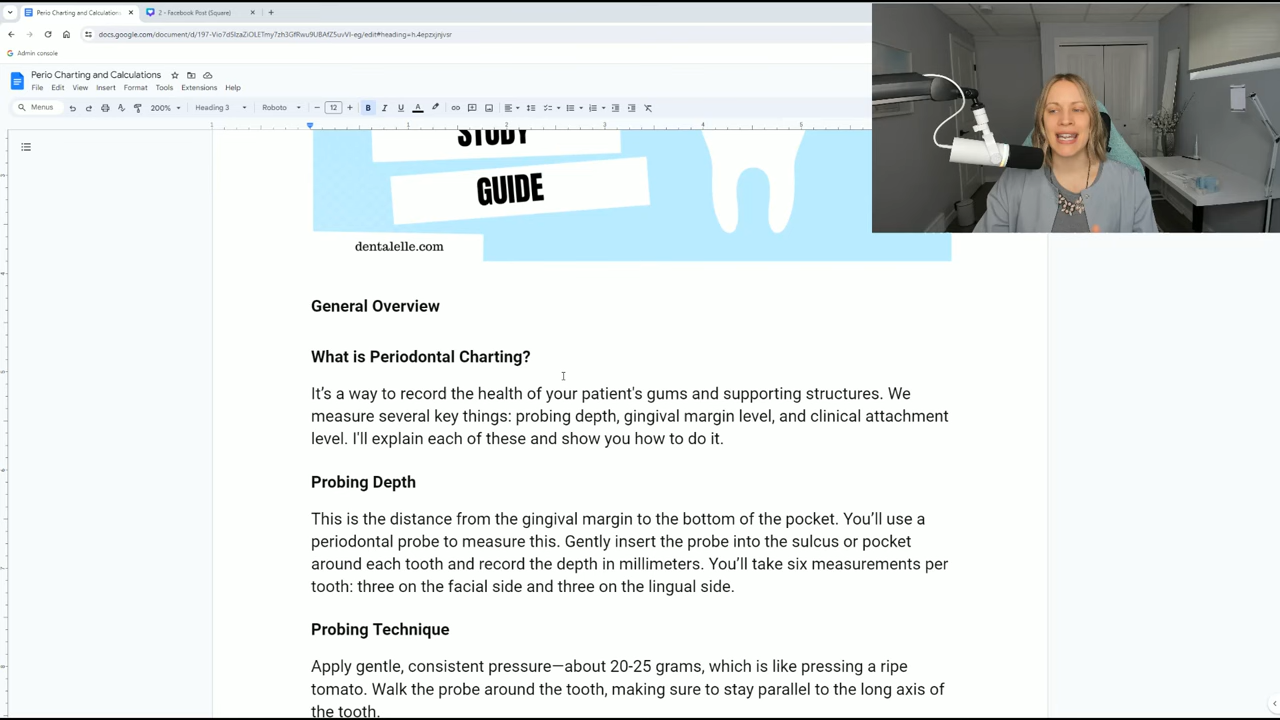 Perio Charting and Calculations
2 - Facebook Post (Square)
Admin console
Perio Charting and Calculations
File Edit View Insert Format Tools Extensions Help
Menus 200% Heading 3 Roboto 12 B I U A
STUDY
GUIDE
dentalelle.com
General Overview
What is Periodontal Charting?
It's a way to record the health of your patient's gums and supporting structures. We
measure several key things: probing depth, gingival margin level, and clinical attachment
level. I'll explain each of these and show you how to do it.
Probing Depth
This is the distance from the gingival margin to the bottom of the pocket. You’ll use a
periodontal probe to measure this. Gently insert the probe into the sulcus or pocket
around each tooth and record the depth in millimeters. You’ll take six measurements per
tooth: three on the facial side and three on the lingual side.
Probing Technique
Apply gentle, consistent pressure—about 20-25 grams, which is like pressing a ripe
tomato. Walk the probe around the tooth, making sure to stay parallel to the long axis of
the tooth.